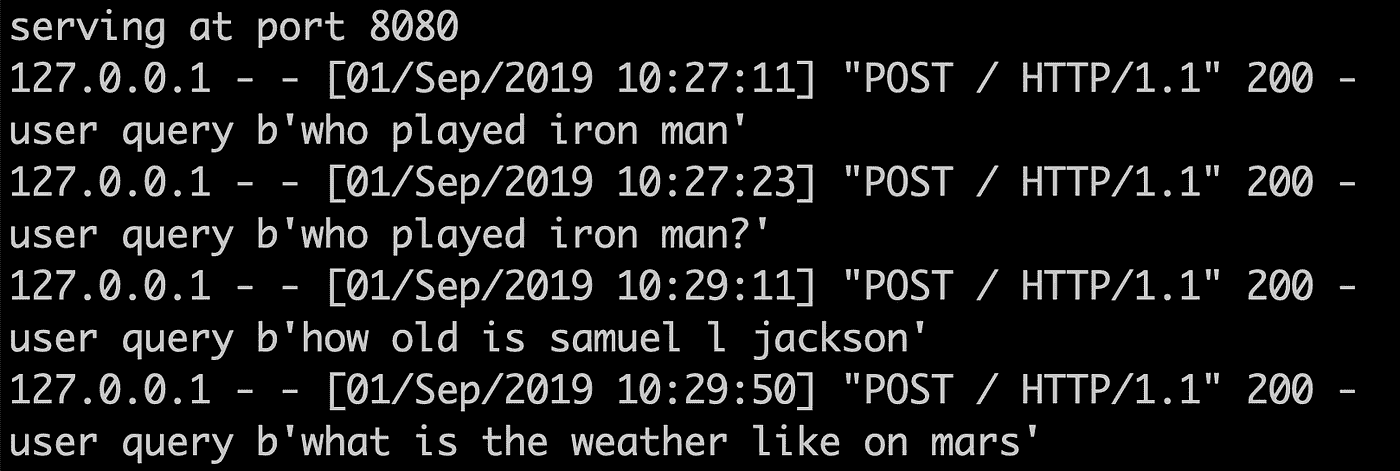 serving at port 8080
127.0.0.1 - - [01/Sep/2019 10:27:11] "POST / HTTP/1.1" 200 -
user query b'who played iron man'
127.0.0.1 - - [01/Sep/2019 10:27:23] "POST / HTTP/1.1" 200 -
user query b'who played iron man?'
127.0.0.1 - - [01/Sep/2019 10:29:11] "POST / HTTP/1.1" 200 -
user query b'how old is samuel l jackson'
127.0.0.1 - - [01/Sep/2019 10:29:50] "POST / HTTP/1.1" 200 -
user query b'what is the weather like on mars'